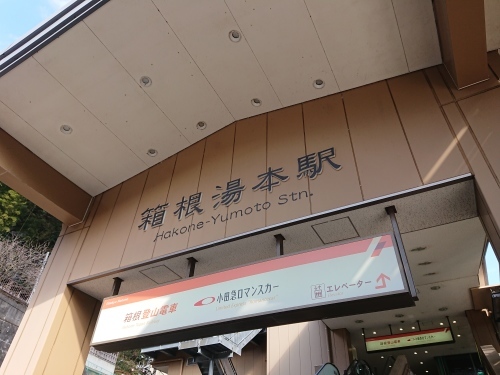 箱根湯本駅
Hakone-Yumoto Stn.
箱根登山電車
小田急ロマンスカー
エレベーター